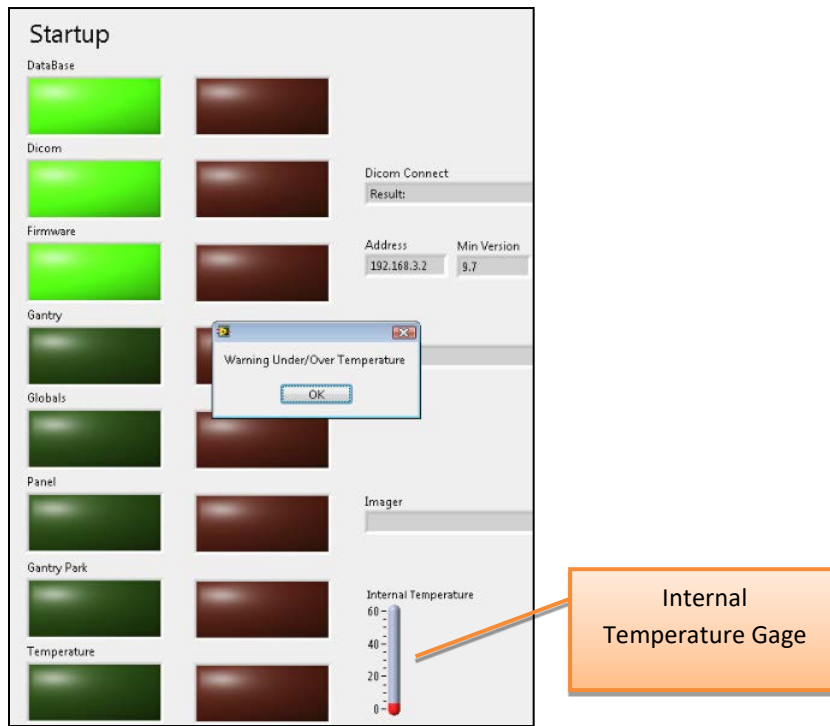 Startup
DataBase
Dicom
Dicom Connect
Result:
Firmware
Address Min Version
192.168.3.2 9.7
Gantry
Warning Under/Over Temperature
OK
Globals
Panel
Imager
Gantry Park
Internal Temperature
60
40
20
0
Temperature
Internal
Temperature Gage